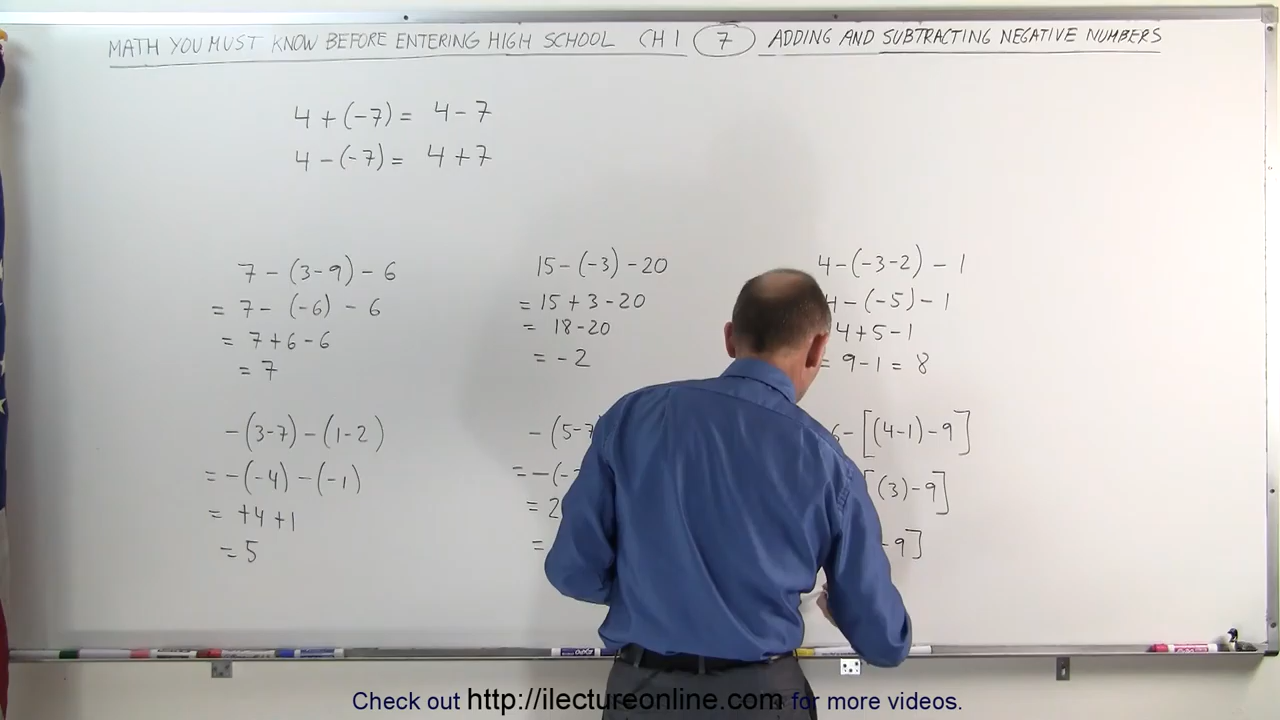 MATH YOU MUST KNOW BEFORE ENTERING HIGH SCHOOL CH 1 7 ADDING AND SUBTRACTING NEGATIVE NUMBERS
4 + (-7) = 4 - 7
4 - (-7) = 4 + 7
7 - (3-9) - 6
= 7 - (-6) - 6
= 7 + 6 - 6
= 7
15 - (-3) - 20
= 15 + 3 - 20
= 18 - 20
= -2
4 - (-3-2) - 1
4 - (-5) - 1
4 + 5 - 1
= 9 - 1 = 8
-(3-7) - (1-2)
= -(-4) - (-1)
= +4 +1
= 5
- (5-7
= -(-
= 2
=
6 - [(4-1) - 9]
[(3) - 9]
- 9]
Check out http://ilectureonline.com for more videos.